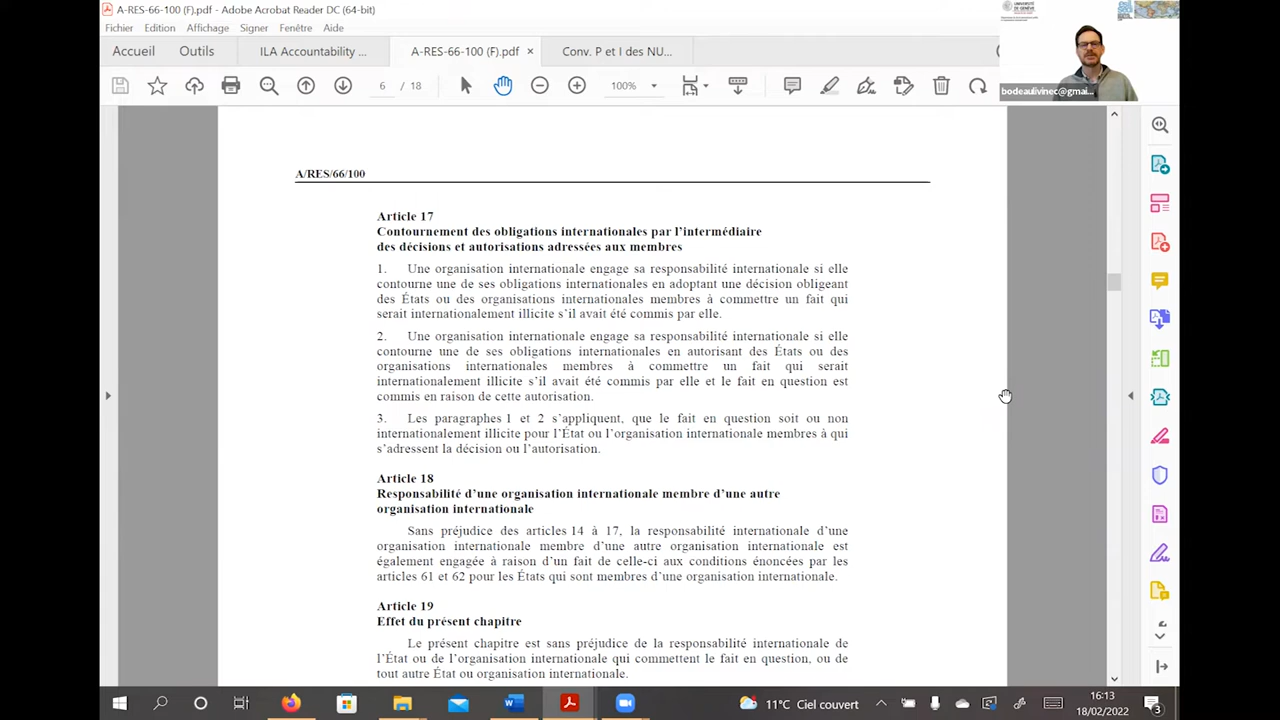 A-RES-66-100 (F).pdf - Adobe Acrobat Reader DC (64-bit)
Fichier Edition Affichage Signer Fenêtre Aide
Accueil Outils ILA Accountability ... A-RES-66-100 (F).pdf × Conv. P et I des NU...
6 / 18 100%
UNIVERSITÉ DE GENÈVE
bodeaulivinec@gmai...
A/RES/66/100
Article 17
Contournement des obligations internationales par l’intermédiaire
des décisions et autorisations adressées aux membres
1. Une organisation internationale engage sa responsabilité internationale si elle
contourne une de ses obligations internationales en adoptant une décision obligeant
des États ou des organisations internationales membres à commettre un fait qui
serait internationalement illicite s’il avait été commis par elle.
2. Une organisation internationale engage sa responsabilité internationale si elle
contourne une de ses obligations internationales en autorisant des États ou des
organisations internationales membres à commettre un fait qui serait
internationalement illicite s’il avait été commis par elle et le fait en question est
commis en raison de cette autorisation.
3. Les paragraphes 1 et 2 s’appliquent, que le fait en question soit ou non
internationalement illicite pour l’État ou l’organisation internationale membres à qui
s’adressent la décision ou l’autorisation.
Article 18
Responsabilité d’une organisation internationale membre d’une autre
organisation internationale
Sans préjudice des articles 14 à 17, la responsabilité internationale d’une
organisation internationale membre d’une autre organisation internationale est
également engagée à raison d’un fait de celle-ci aux conditions énoncées par les
articles 61 et 62 pour les États qui sont membres d’une organisation internationale.
Article 19
Effet du présent chapitre
Le présent chapitre est sans préjudice de la responsabilité internationale de
l’État ou de l’organisation internationale qui commettent le fait en question, ou de
tout autre État ou organisation internationale.
11°C Ciel couvert
16:13
18/02/2022
3